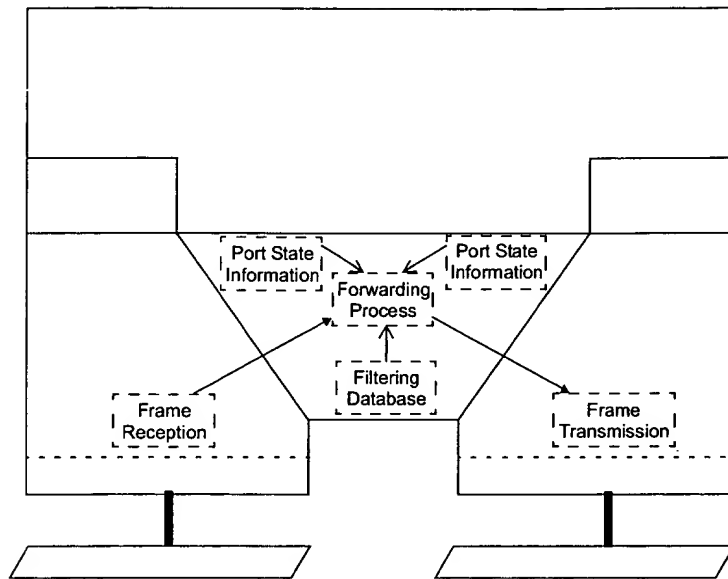 Port State
Information
Port State
Information
Forwarding
Process
Filtering
Database
Frame
Reception
Frame
Transmission